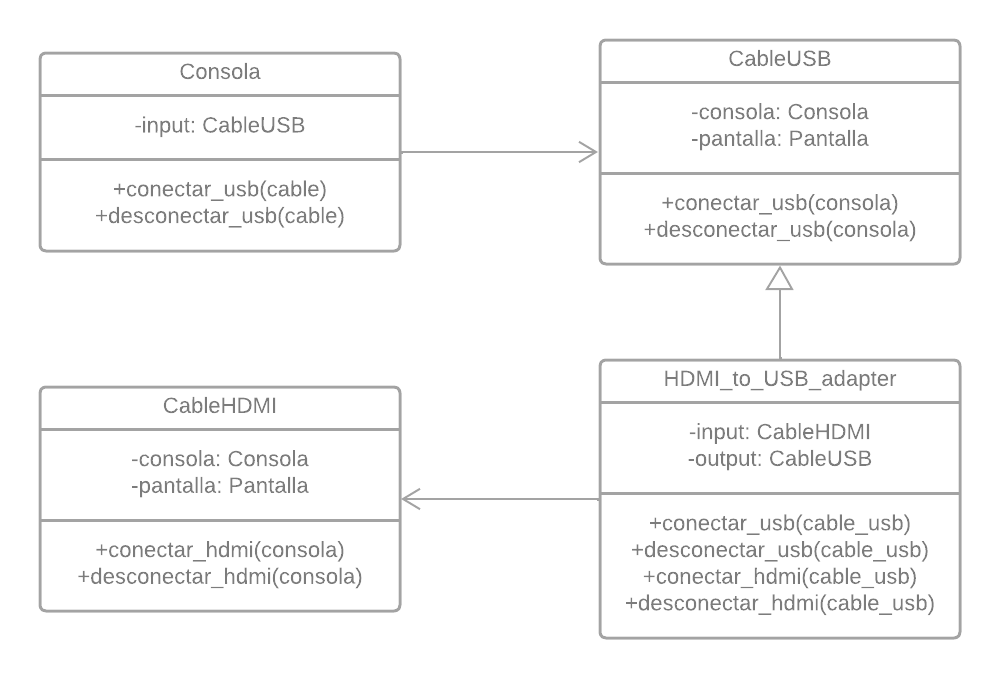 Consola
-input: CableUSB
+conectar_usb(cable)
+desconectar_usb(cable)
CableUSB
-consola: Consola
-pantalla: Pantalla
+conectar_usb(consola)
+desconectar_usb(consola)
CableHDMI
-consola: Consola
-pantalla: Pantalla
+conectar_hdmi(consola)
+desconectar_hdmi(consola)
HDMI_to_USB_adapter
-input: CableHDMI
-output: CableUSB
+conectar_usb(cable_usb)
+desconectar_usb(cable_usb)
+conectar_hdmi(cable_usb)
+desconectar_hdmi(cable_usb)